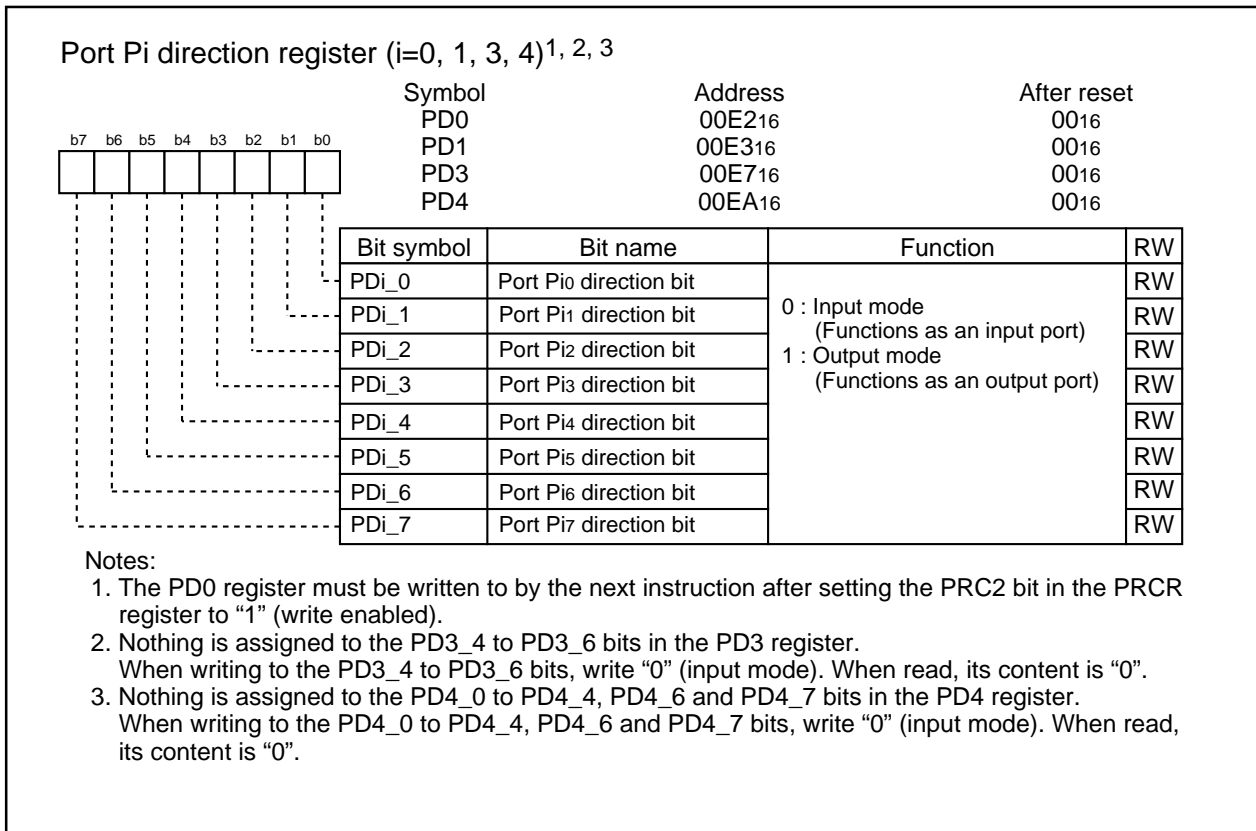 Port Pi direction register (i=0, 1, 3, 4)1, 2, 3
Symbol Address After reset
PD0 00E216 0016
PD1 00E316 0016
PD3 00E716 0016
PD4 00EA16 0016
b7 b6 b5 b4 b3 b2 b1 b0
Bit symbol Bit name Function RW
PDi_0 Port Pi0 direction bit RW
PDi_1 Port Pi1 direction bit RW
PDi_2 Port Pi2 direction bit RW
PDi_3 Port Pi3 direction bit RW
PDi_4 Port Pi4 direction bit RW
PDi_5 Port Pi5 direction bit RW
PDi_6 Port Pi6 direction bit RW
PDi_7 Port Pi7 direction bit RW
0 : Input mode
(Functions as an input port)
1 : Output mode
(Functions as an output port)
Notes:
1. The PD0 register must be written to by the next instruction after setting the PRC2 bit in the PRCR
register to “1” (write enabled).
2. Nothing is assigned to the PD3_4 to PD3_6 bits in the PD3 register.
When writing to the PD3_4 to PD3_6 bits, write “0” (input mode). When read, its content is “0”.
3. Nothing is assigned to the PD4_0 to PD4_4, PD4_6 and PD4_7 bits in the PD4 register.
When writing to the PD4_0 to PD4_4, PD4_6 and PD4_7 bits, write “0” (input mode). When read,
its content is “0”.